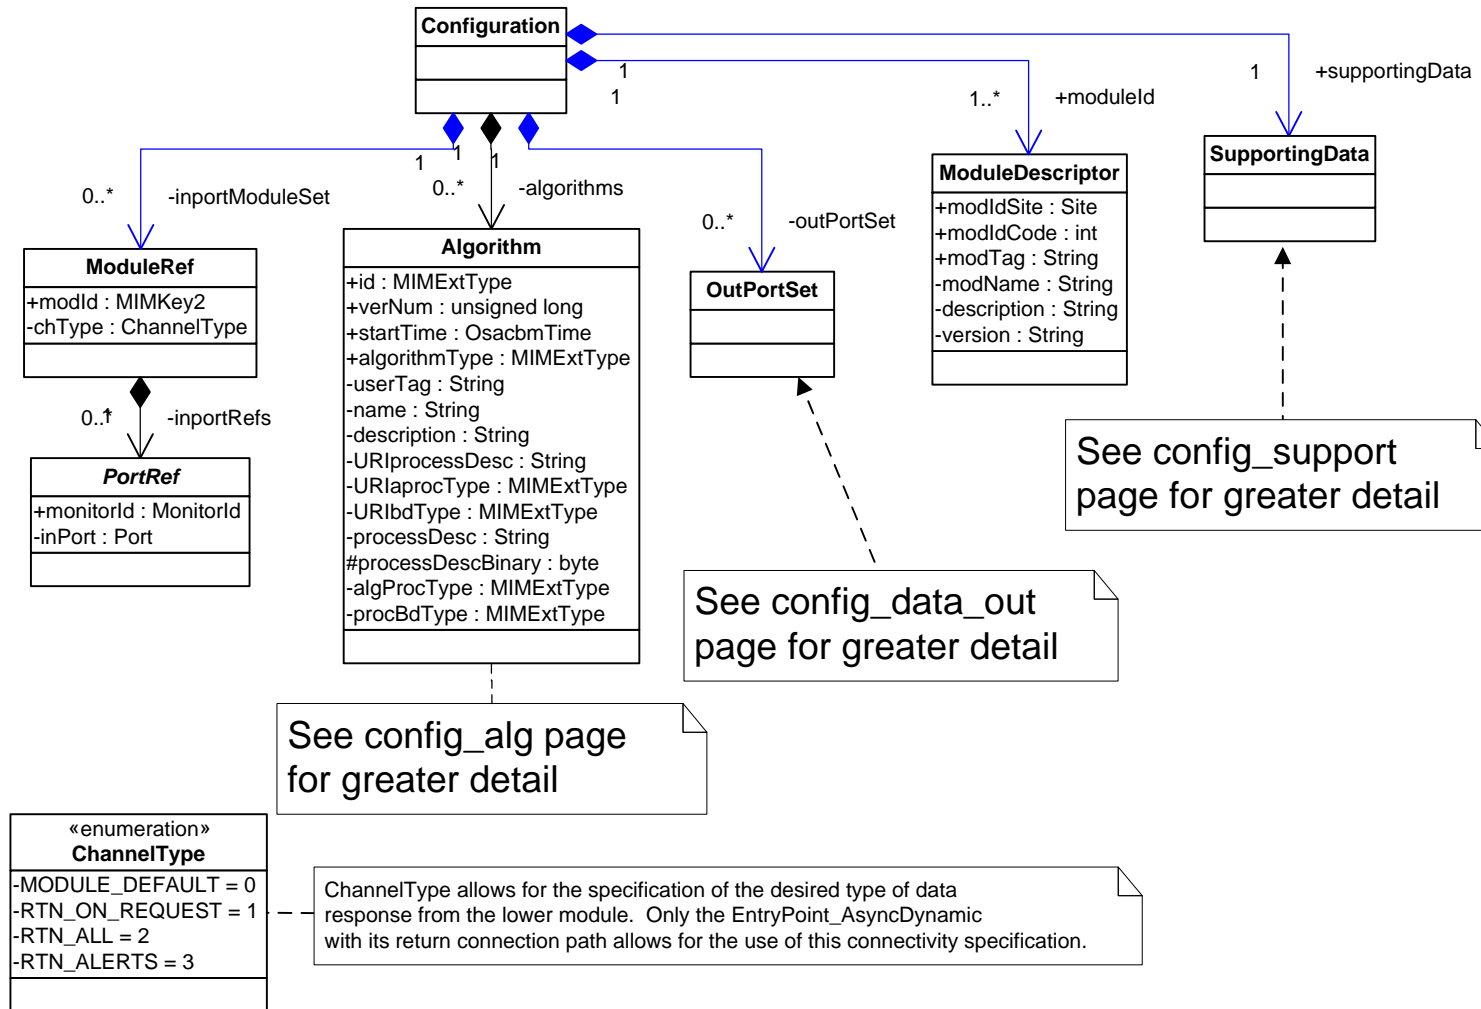 Configuration
1
1
1..*
+moduleId
1
+supportingData
1
1
1
0..*
-inportModuleSet
0..*
-algorithms
0..*
-outPortSet
ModuleDescriptor
+modIdSite : Site
+modIdCode : int
+modTag : String
-modName : String
-description : String
-version : String
SupportingData
ModuleRef
+modId : MIMKey2
-chType : ChannelType
Algorithm
+id : MIMExtType
+verNum : unsigned long
+startTime : OsacbmTime
+algorithmType : MIMExtType
-userTag : String
-name : String
-description : String
-URIprocessDesc : String
-URIaprocType : MIMExtType
-URIbdType : MIMExtType
-processDesc : String
#processDescBinary : byte
-algProcType : MIMExtType
-procBdType : MIMExtType
OutPortSet
-inportRefs
PortRef
+monitorId : MonitorId
-inPort : Port
See config_support
page for greater detail
See config_data_out
page for greater detail
See config_alg page
for greater detail
«enumeration»
ChannelType
-MODULE_DEFAULT = 0
-RTN_ON_REQUEST = 1
-RTN_ALL = 2
-RTN_ALERTS = 3
ChannelType allows for the specification of the desired type of data
response from the lower module. Only the EntryPoint_AsyncDynamic
with its return connection path allows for the use of this connectivity specification.